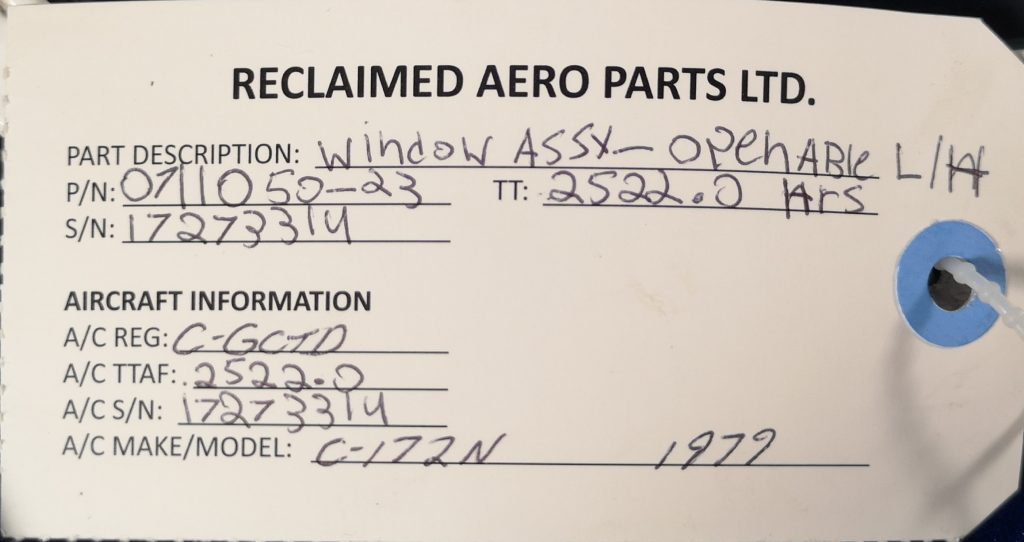 RECLAIMED AERO PARTS LTD.
PART DESCRIPTION: Window ASSY - OpenABle L/H
P/N: 0711050-23 TT: 2522.0 Hrs
S/N: 17273314
AIRCRAFT INFORMATION
A/C REG: C-GCTD
A/C TTAF: 2522.0
A/C S/N: 17273314
A/C MAKE/MODEL: C-172N 1979